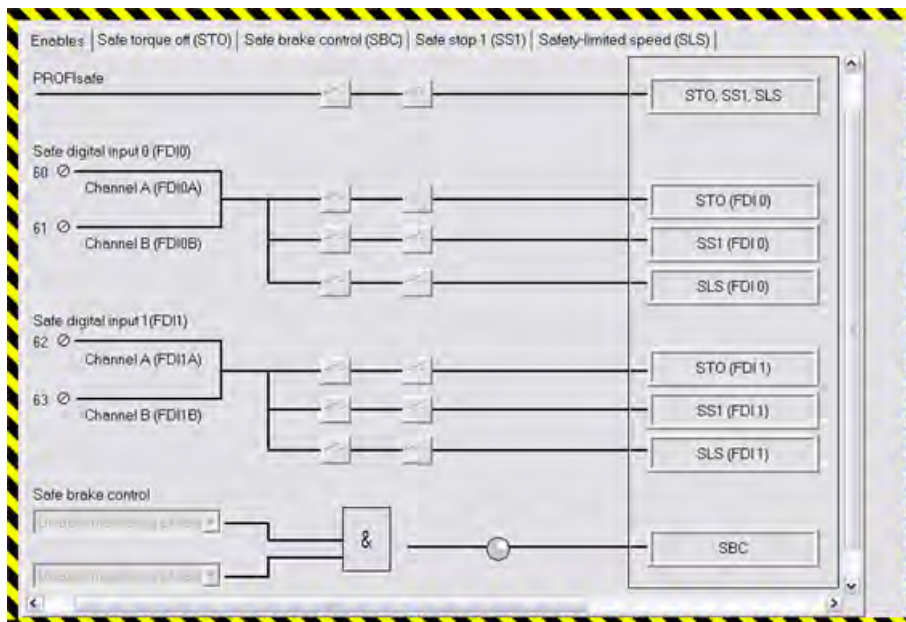 Enables Safe torque off (STO) Safe brake control (SBC) Safe stop 1 (SS1) Safety-limited speed (SLS)
PROFIsafe
STO, SS1, SLS
Safe digital input 0 (FDI0)
60
Channel A (FDI0A)
STO (FDI 0)
61
Channel B (FDI0B)
SS1 (FDI 0)
SLS (FDI 0)
Safe digital input 1(FDI1)
62
Channel A (FDI1A)
STO (FDI 1)
63
Channel B (FDI1B)
SS1 (FDI 1)
SLS (FDI 1)
Safe brake control
&
SBC